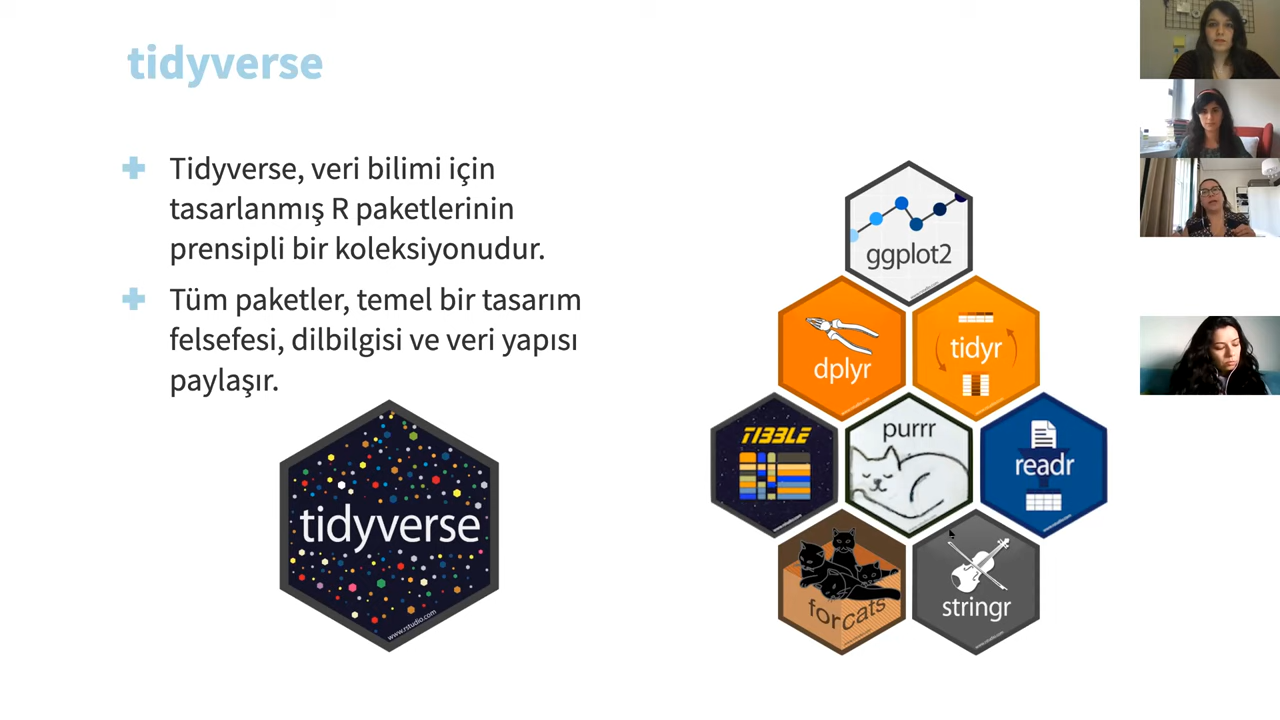 tidyverse
Tidyverse, veri bilimi için
tasarlanmış R paketlerinin
prensipli bir koleksiyonudur.
Tüm paketler, temel bir tasarım
felsefesi, dilbilgisi ve veri yapısı
paylaşır.
tidyverse
www.rstudio.com
ggplot2
dplyr
tidyr
TIBBLE
purrr
readr
forcats
stringr